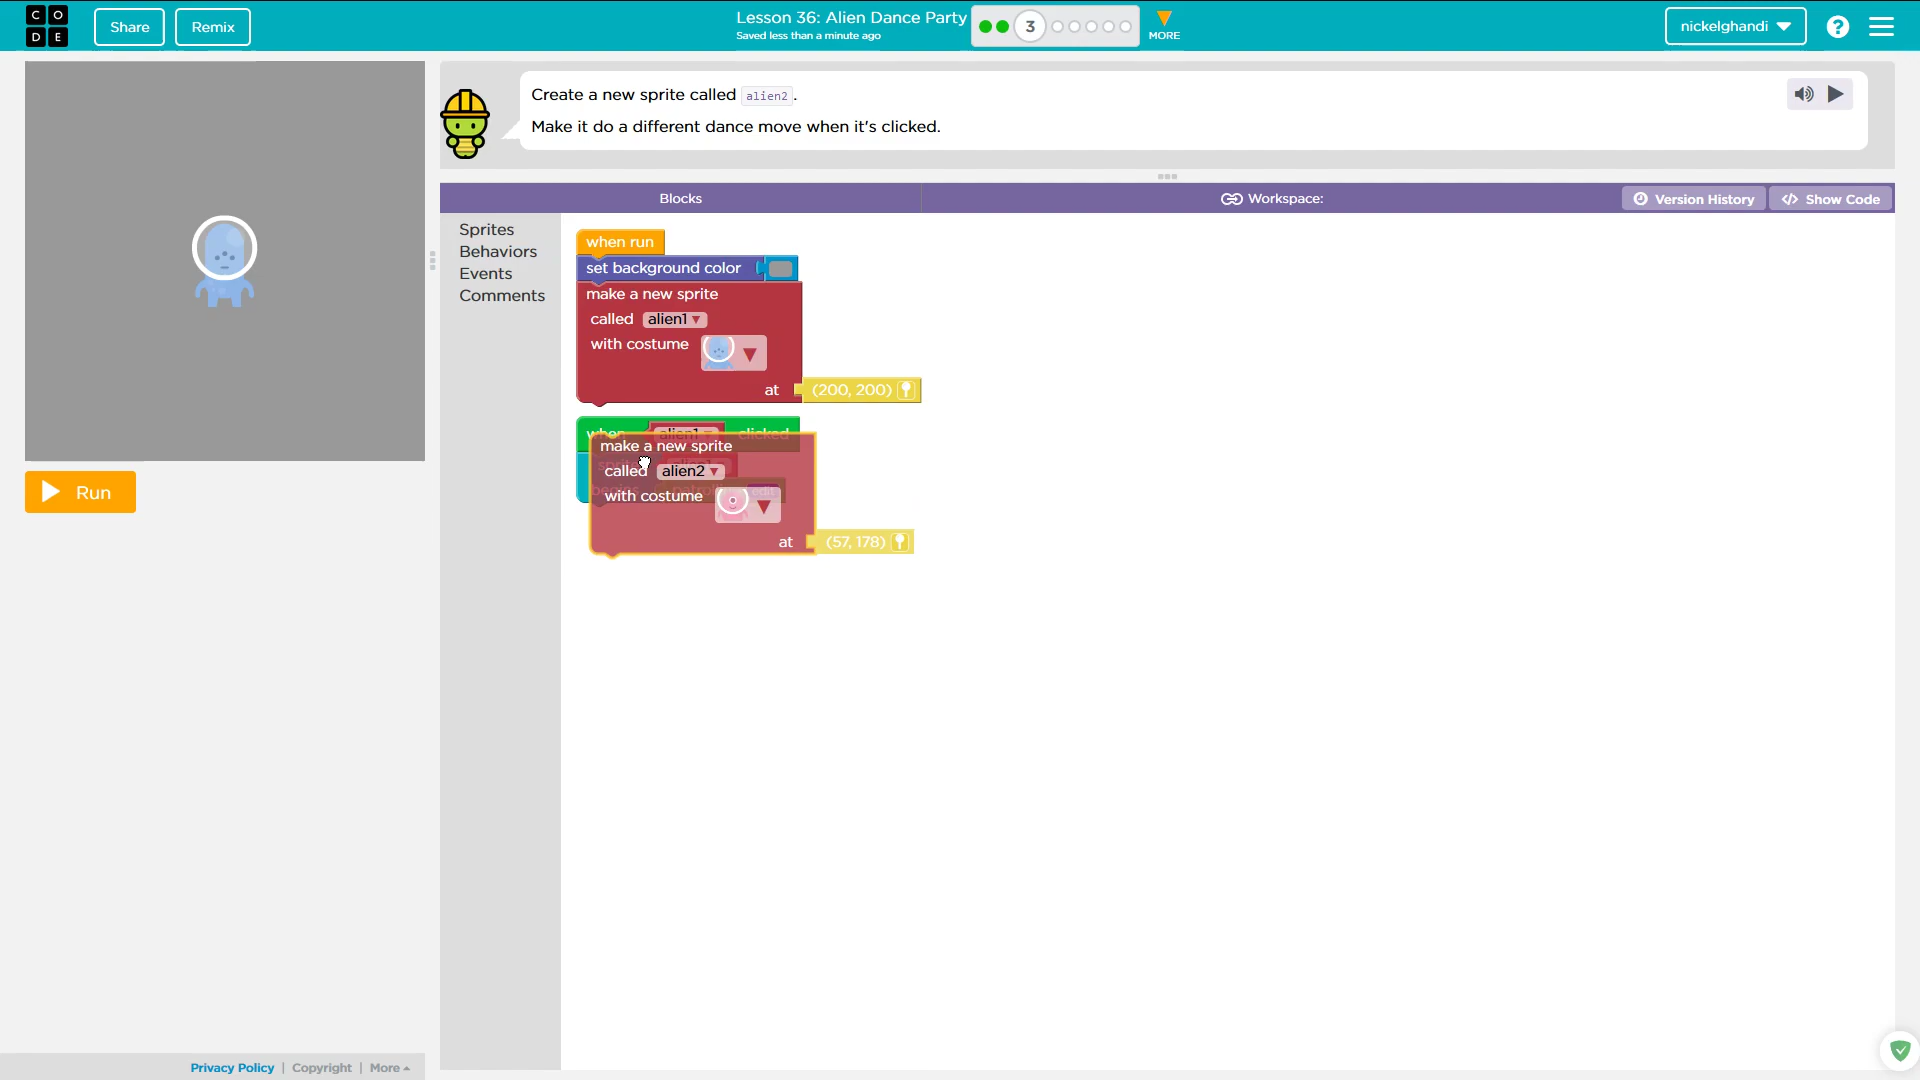 C O
D E
Share
Remix
Lesson 36: Alien Dance Party
Saved less than a minute ago
3
MORE
nickelghandi
?
Create a new sprite called alien2.
Make it do a different dance move when it's clicked.
Blocks
Workspace:
Version History
Show Code
Sprites
Behaviors
Events
Comments
when run
set background color
make a new sprite
called alien1
with costume
at (200, 200)
when alien1 clicked
make a new sprite
called alien2
with costume
at (57, 178)
Run
Privacy Policy | Copyright | More